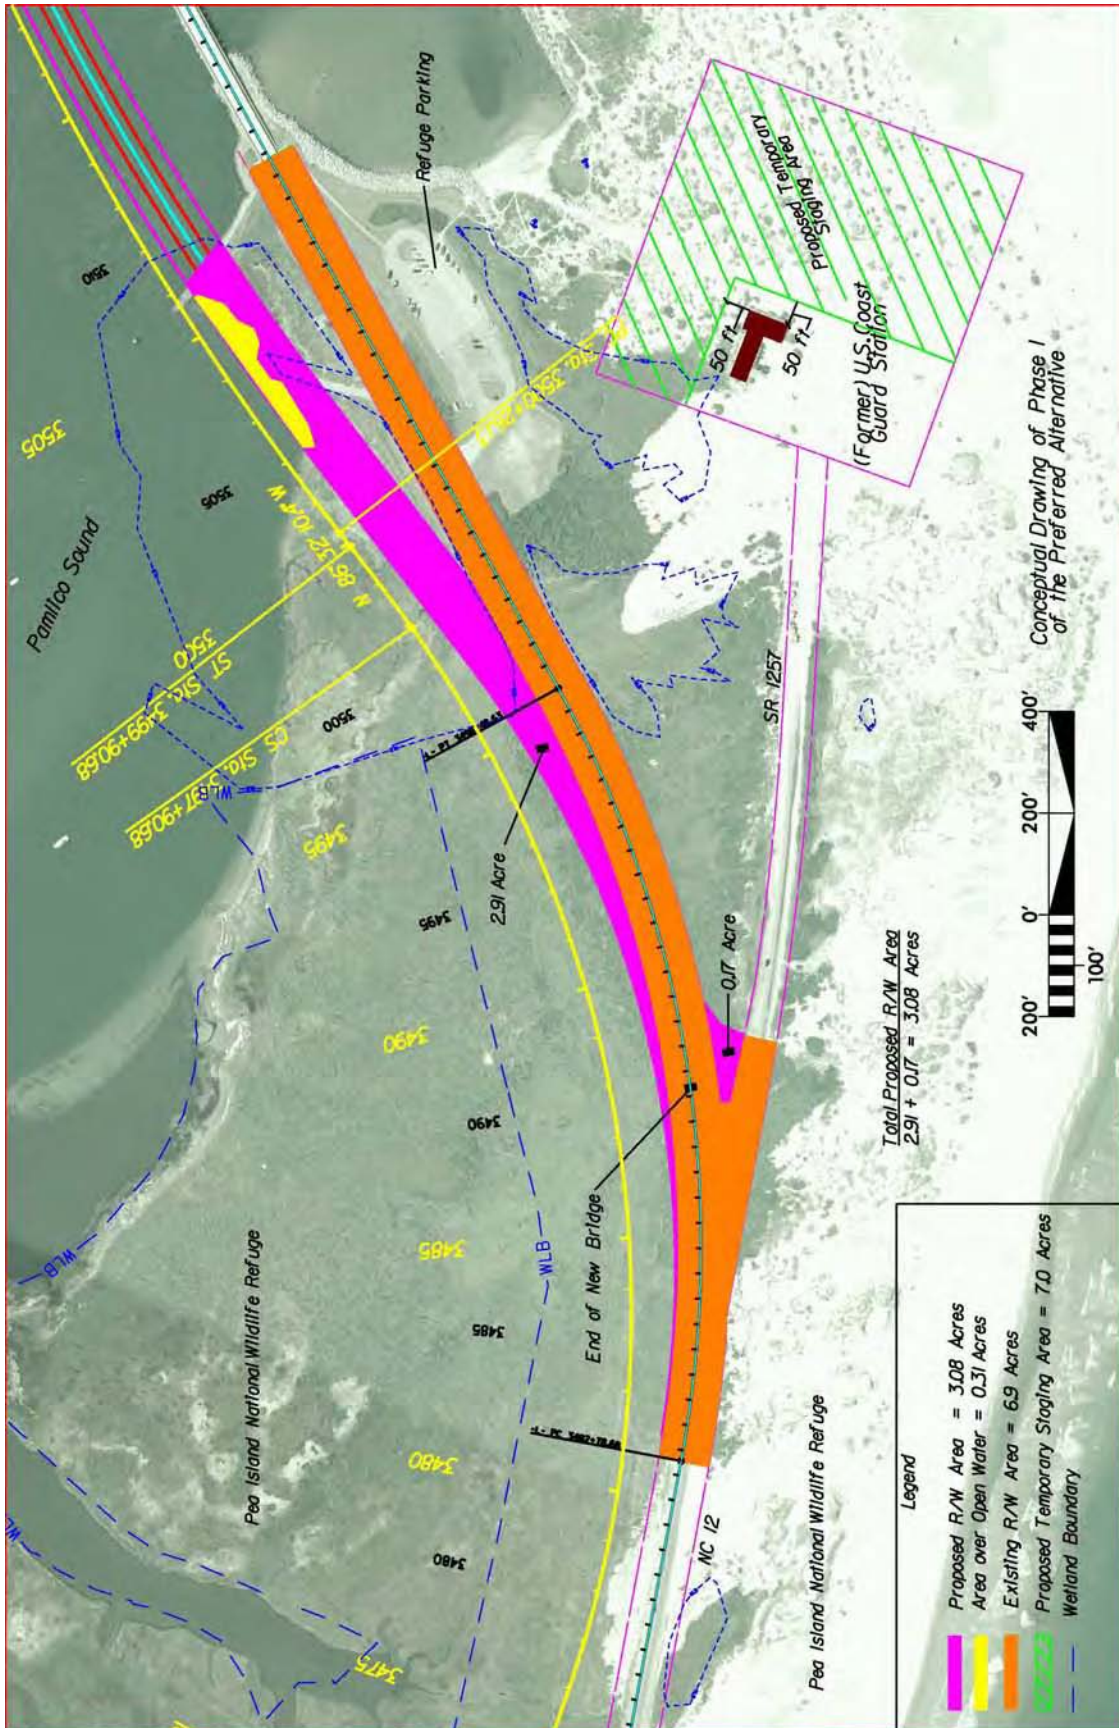 Pamlico Sound
Refuge Parking
Proposed Temporary
Staging Area
50 ft
50 ft
(Former) U.S. Coast
Guard Station
3510
3505
3505
N 86° 32' 10.4" W
3500
ST Sta. 3499+90.68
CS Sta. 3497+90.68
3500
WLB
3495
3495
2.91 Acre
SR 1257
0.17 Acre
3490
3490
End of New Bridge
WLB
WLB
Pea Island National Wildlife Refuge
3485
3485
3480
3480
3475
NC 12
Pea Island National Wildlife Refuge
Total Proposed R/W Area
2.91 + 0.17 = 3.08 Acres
Conceptual Drawing of Phase I
of the Preferred Alternative
200' 0' 200' 400'
100'
Legend
Proposed R/W Area = 3.08 Acres
Area over Open Water = 0.31 Acres
Existing R/W Area = 6.9 Acres
Proposed Temporary Staging Area = 7.0 Acres
Wetland Boundary